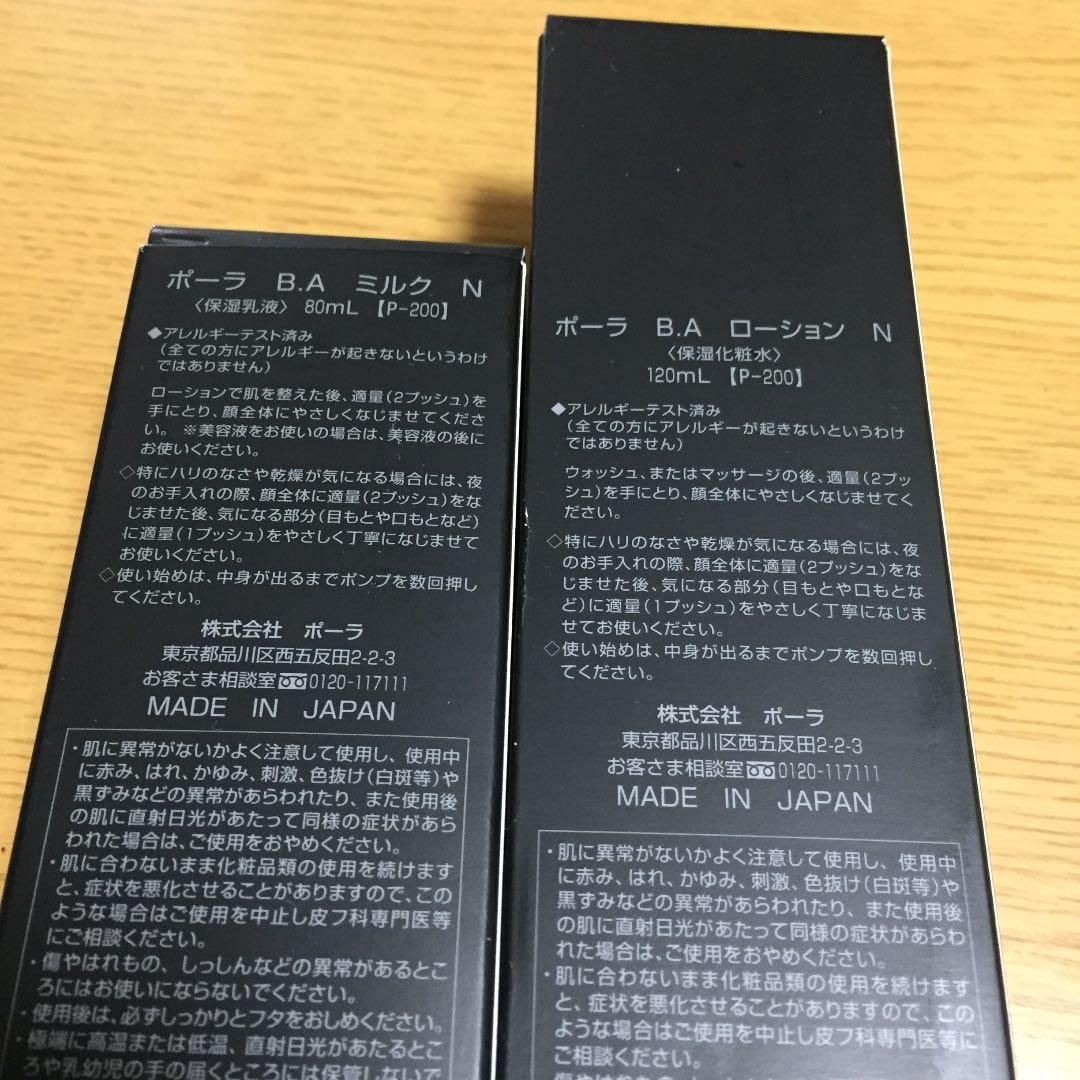 ポーラ B.A ミルク N
〈保湿乳液〉 80mL 【P-200】
◆アレルギーテスト済み
(全ての方にアレルギーが起きないというわけ
ではありません)
ローションで肌を整えた後、適量(2プッシュ)を
手にとり、顔全体にやさしくなじませてくださ
い。 ※美容液をお使いの場合は、美容液の後に
お使いください。
◇特にハリのなさや乾燥が気になる場合には、夜
のお手入れの際、顔全体に適量(2プッシュ)をな
じませた後、気になる部分(目もとや口もとなど)
に適量(1プッシュ)をやさしく丁寧になじませて
お使いください。
◇使い始めは、中身が出るまでポンプを数回押し
てください。
株式会社 ポーラ
東京都品川区西五反田2-2-3
お客さま相談室 0120-117111
MADE IN JAPAN
・肌に異常がないかよく注意して使用し、使用中
に赤み、はれ、かゆみ、刺激、色抜け(白斑等)や
黒ずみなどの異常があらわれたり、また使用後
の肌に直射日光があたって同様の症状があら
われた場合は、ご使用をおやめください。
・肌に合わないまま化粧品類の使用を続けます
と、症状を悪化させることがありますので、この
ような場合はご使用を中止し皮フ科専門医等
にご相談ください。
・傷やはれもの、しっしんなどの異常があるとこ
ろにはお使いにならないでください。
・使用後は、必ずしっかりとフタをおしめください。
・極端に高温または低温、直射日光があたるとこ
ろや乳幼児の手の届くところには保管しないで
ポーラ B.A ローション N
〈保湿化粧水〉
120mL 【P-200】
◆アレルギーテスト済み
(全ての方にアレルギーが起きないというわけ
ではありません)
ウォッシュ、またはマッサージの後、適量(2プッ
シュ)を手にとり、顔全体にやさしくなじませてく
ださい。
◇特にハリのなさや乾燥が気になる場合には、夜
のお手入れの際、顔全体に適量(2プッシュ)をな
じませた後、気になる部分(目もとや口もとな
ど)に適量(1プッシュ)をやさしく丁寧になじま
せてお使いください。
◇使い始めは、中身が出るまでポンプを数回押し
てください。
株式会社 ポーラ
東京都品川区西五反田2-2-3
お客さま相談室 0120-117111
MADE IN JAPAN
・肌に異常がないかよく注意して使用し、使用中
に赤み、はれ、かゆみ、刺激、色抜け(白斑等)や
黒ずみなどの異常があらわれたり、また使用後
の肌に直射日光があたって同様の症状があらわ
れた場合は、ご使用をおやめください。
・肌に合わないまま化粧品類の使用を続けます
と、症状を悪化させることがありますので、この
ような場合はご使用を中止し皮フ科専門医等に
ご相談ください。